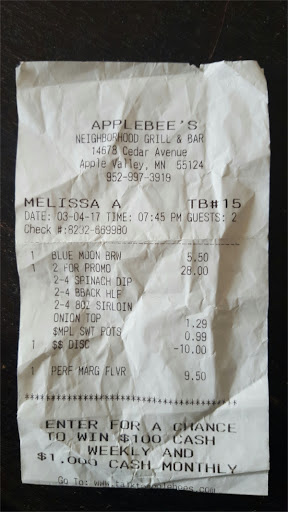 APPLEBEE'S
NEIGHBORHOOD GRILL & BAR
14678 Cedar Avenue
Apple Valley, MN 55124
952-997-3919
MELISSA A TB#15
DATE: 03-04-17 TIME: 07:45 PM GUESTS: 2
Check #:8202-669980
1 BLUE MOON BRW 5.50
1 2 FOR PROMO 28.00
2-4 SPINACH DIP
2-4 BBACK HLF
2-4 8OZ SIRLOIN
ONION TOP 1.29
$MPL SWT POTS 0.99
1 $$ DISC -10.00
1 PERF MARG FLVR 9.50
ENTER FOR A CHANCE
TO WIN $100 CASH
WEEKLY AND
$1,000 CASH MONTHLY
Go to: www.